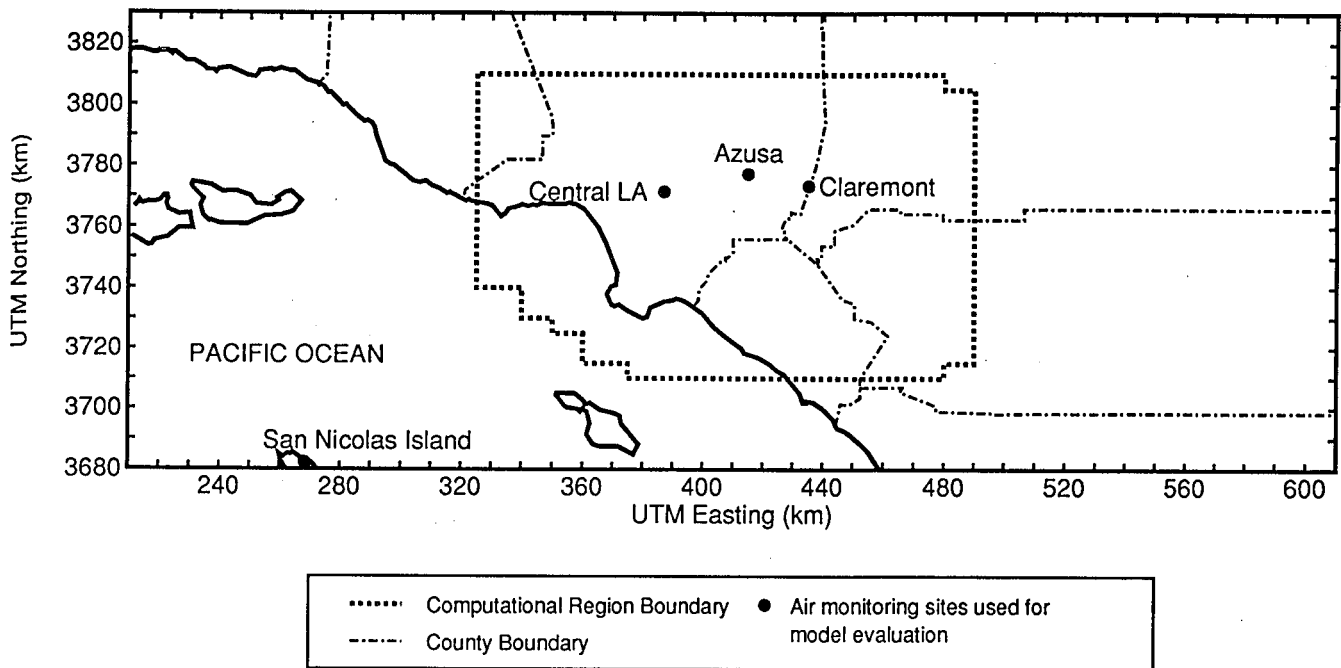 3820
3800
3780
3760
3740
3720
3700
3680
UTM Northing (km)
Azusa
Central LA
Claremont
PACIFIC OCEAN
San Nicolas Island
240 280 320 360 400 440 480 520 560 600
UTM Easting (km)
Computational Region Boundary
County Boundary
Air monitoring sites used for
model evaluation